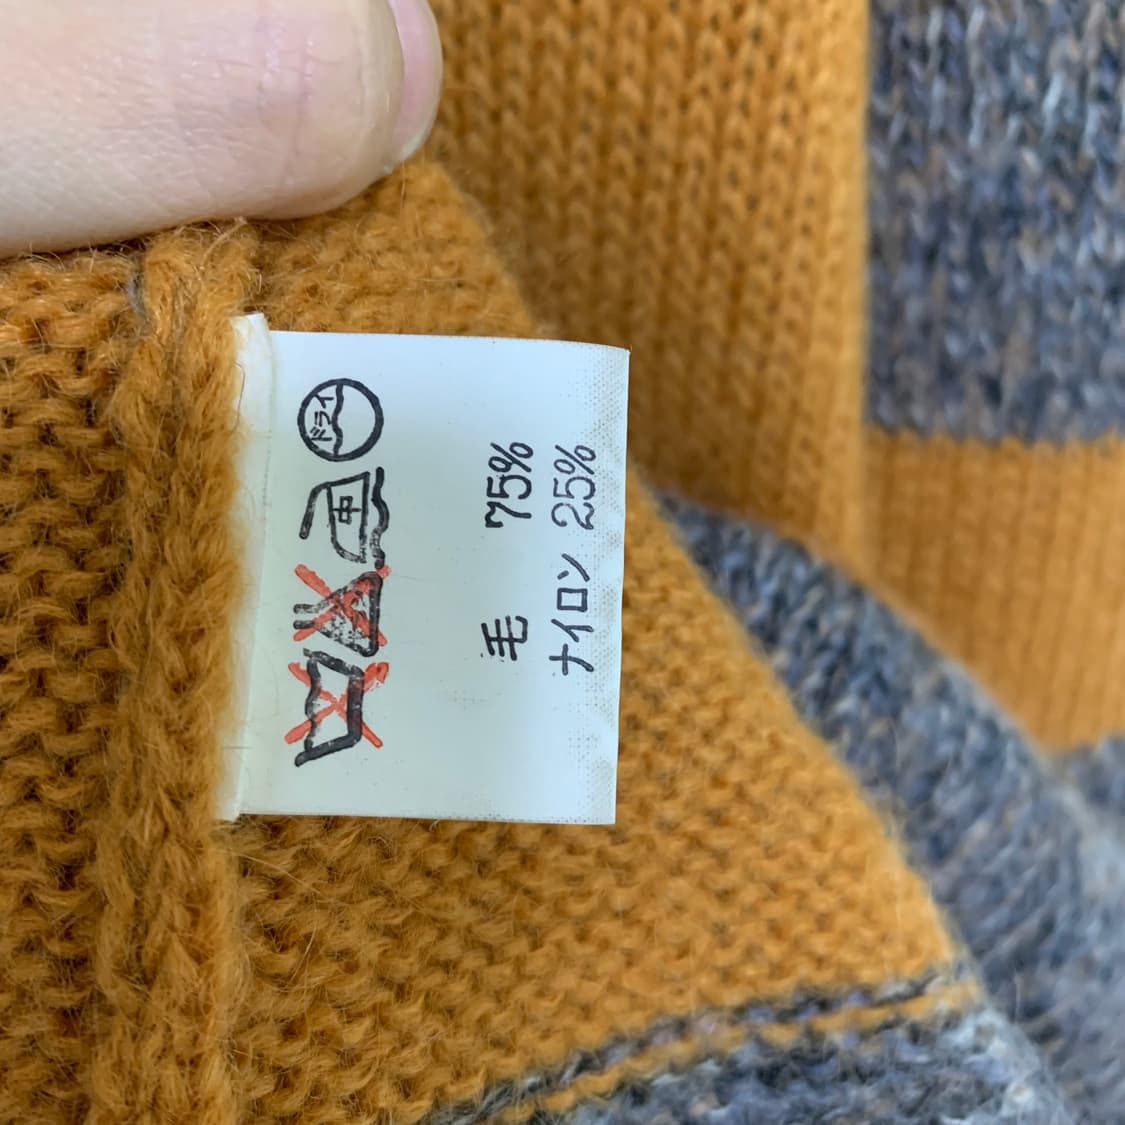 中
ドライ
毛 75%
ナイロン 25%